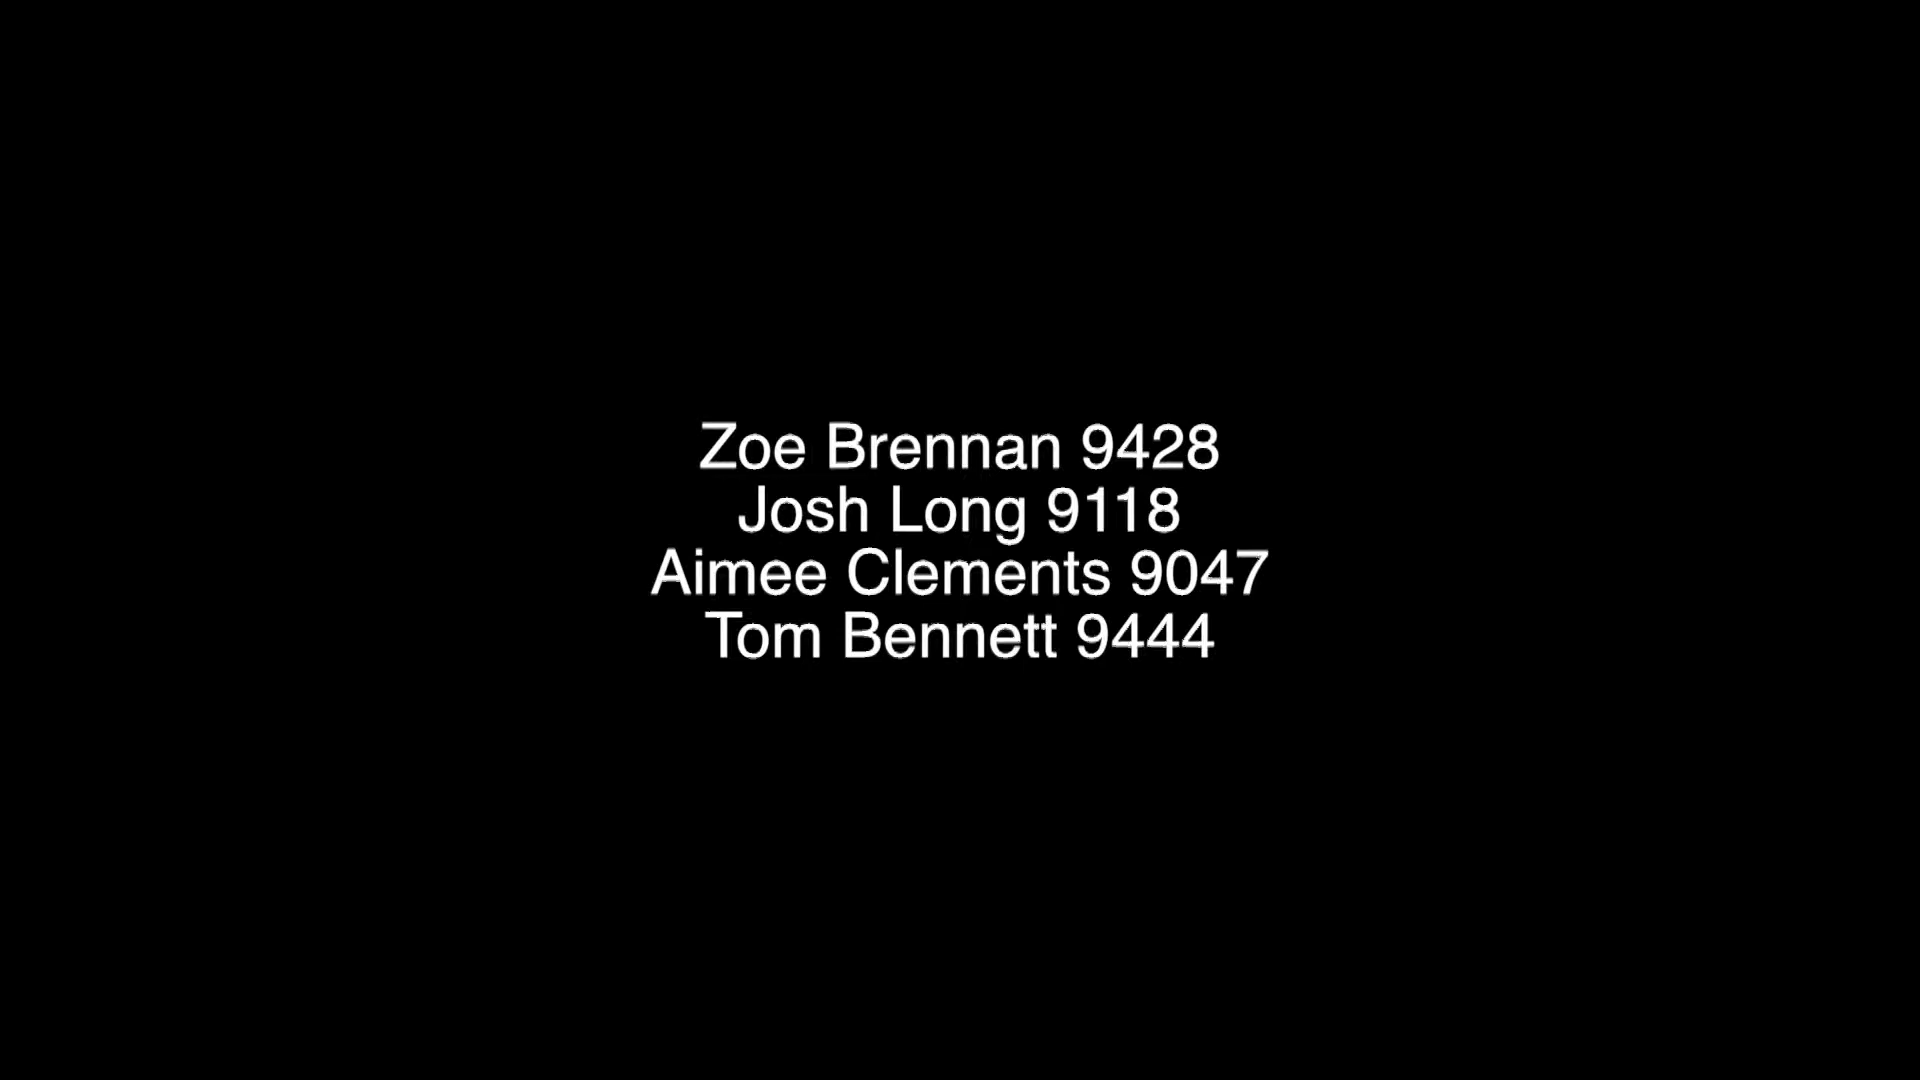 Zoe Brennan 9428
Josh Long 9118
Aimee Clements 9047
Tom Bennett 9444